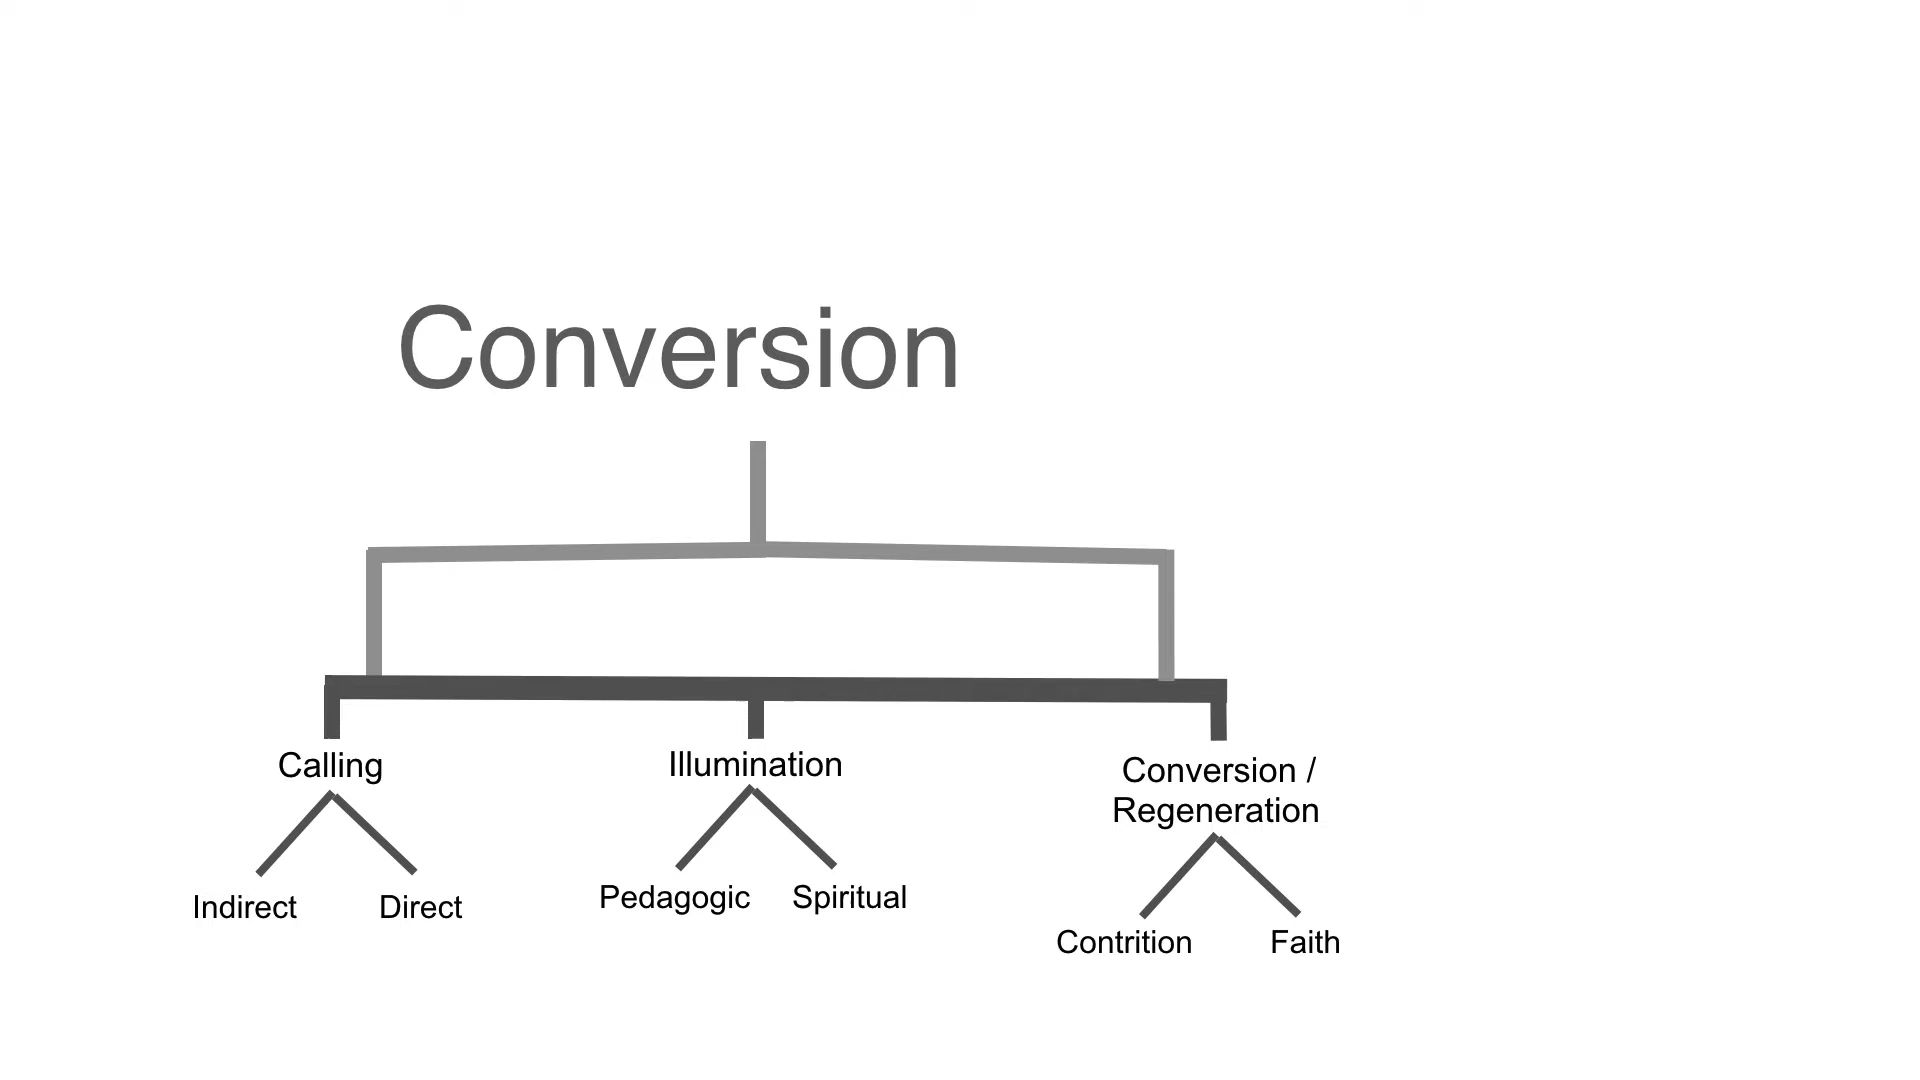 Conversion
Calling
Illumination
Conversion /
Regeneration
Indirect
Direct
Pedagogic
Spiritual
Contrition
Faith